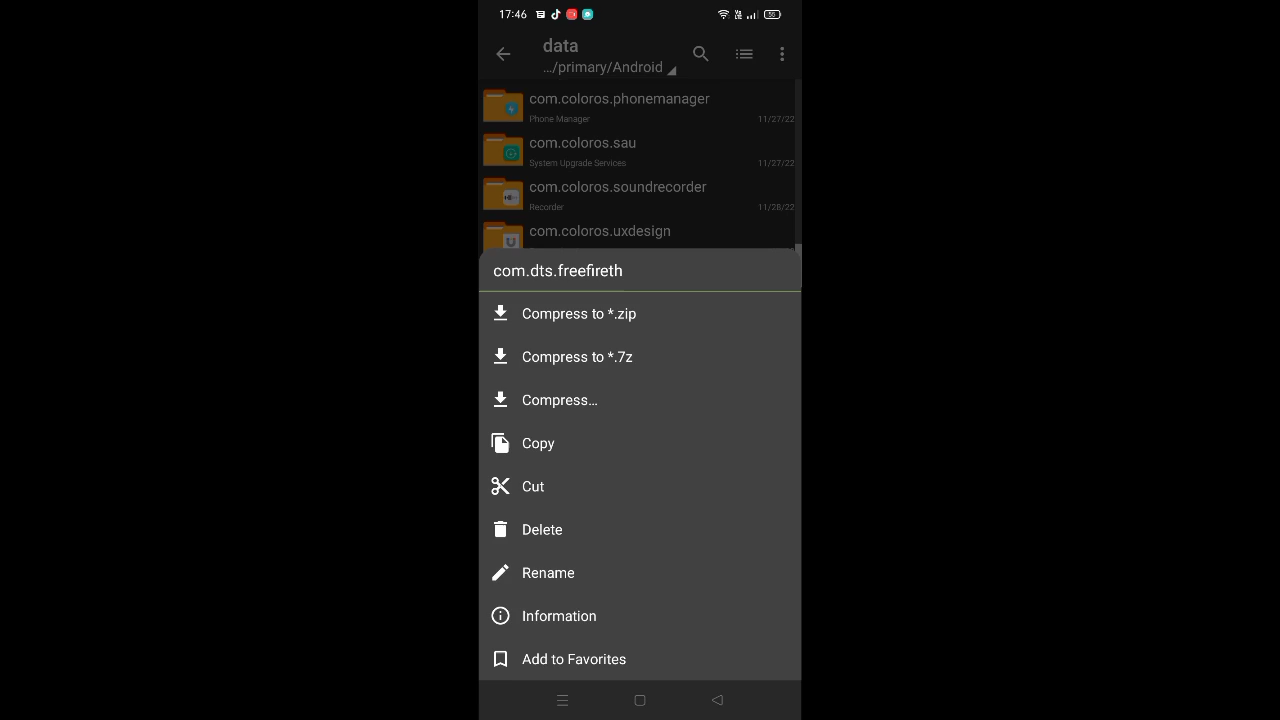 17:46
56
data
.../primary/Android
com.coloros.phonemanager
Phone Manager 11/27/22
com.coloros.sau
System Upgrade Services 11/27/22
com.coloros.soundrecorder
Recorder 11/28/22
com.coloros.uxdesign
com.dts.freefireth
Compress to *.zip
Compress to *.7z
Compress...
Copy
Cut
Delete
Rename
Information
Add to Favorites